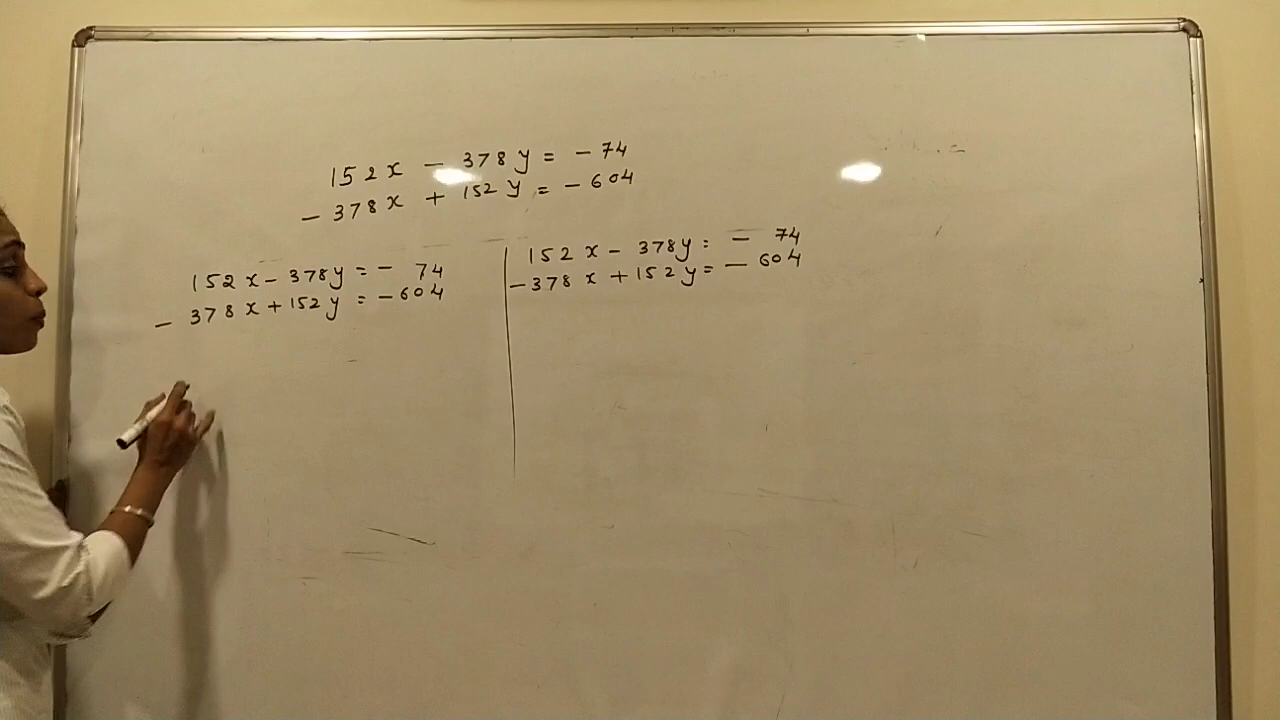 152x - 378y = - 74
- 378x + 152y = - 604
152x - 378y = - 74
- 378x + 152y = - 604
152x - 378y = - 74
- 378x + 152y = - 604